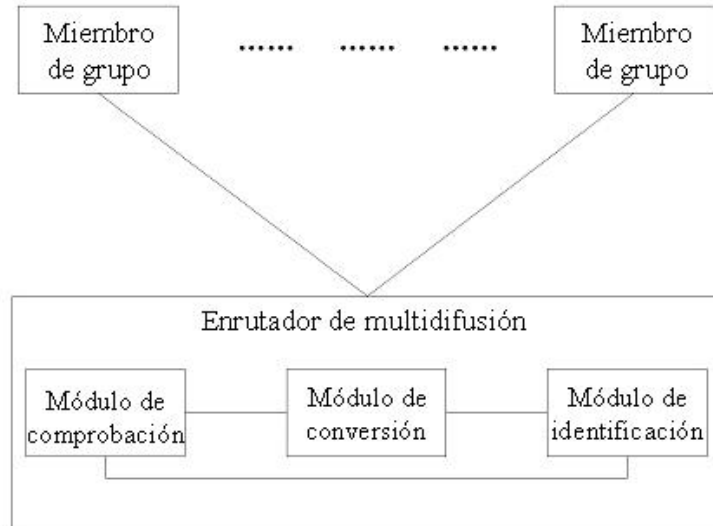 Miembro
de grupo
...... ...... ......
Miembro
de grupo
Enrutador de multidifusión
Módulo de
comprobación
Módulo de
conversión
Módulo de
identificación